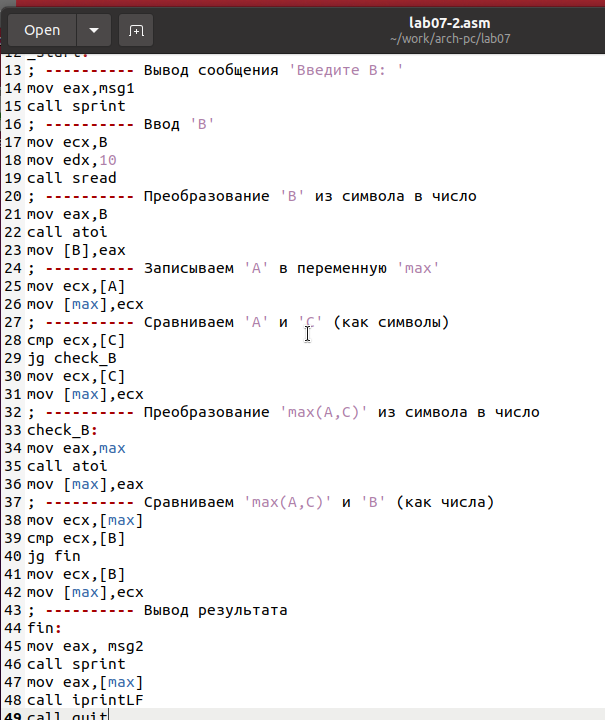 Open
lab07-2.asm
~/work/arch-pc/lab07
12 _start:
13 ; ---------- Вывод сообщения 'Введите B: '
14 mov eax,msg1
15 call sprint
16 ; ---------- Ввод 'B'
17 mov ecx,B
18 mov edx,10
19 call sread
20 ; ---------- Преобразование 'B' из символа в число
21 mov eax,B
22 call atoi
23 mov [B],eax
24 ; ---------- Записываем 'A' в переменную 'max'
25 mov ecx,[A]
26 mov [max],ecx
27 ; ---------- Сравниваем 'A' и 'C' (как символы)
28 cmp ecx,[C]
29 jg check_B
30 mov ecx,[C]
31 mov [max],ecx
32 ; ---------- Преобразование 'max(A,C)' из символа в число
33 check_B:
34 mov eax,max
35 call atoi
36 mov [max],eax
37 ; ---------- Сравниваем 'max(A,C)' и 'B' (как числа)
38 mov ecx,[max]
39 cmp ecx,[B]
40 jg fin
41 mov ecx,[B]
42 mov [max],ecx
43 ; ---------- Вывод результата
44 fin:
45 mov eax, msg2
46 call sprint
47 mov eax,[max]
48 call iprintLF
49 call quit